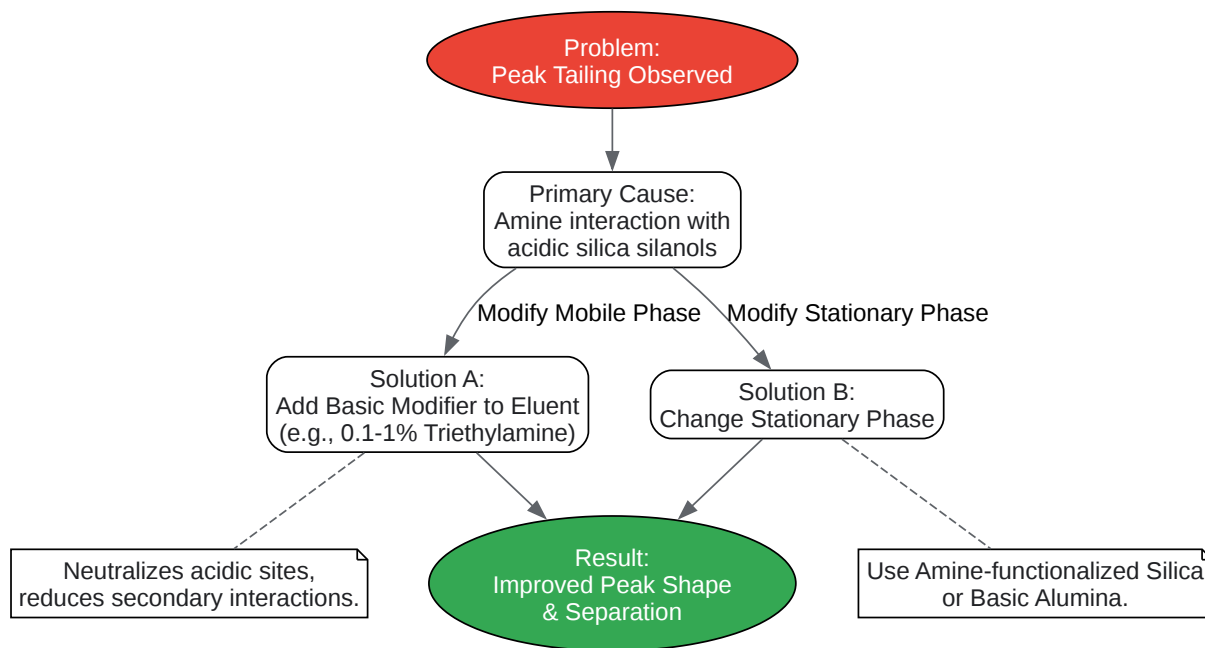 Problem:
Peak Tailing Observed
Primary Cause:
Amine interaction with
acidic silica silanols
Modify Mobile Phase
Modify Stationary Phase
Solution A:
Add Basic Modifier to Eluent
(e.g., 0.1-1% Triethylamine)
Solution B:
Change Stationary Phase
Neutralizes acidic sites,
reduces secondary interactions.
Result:
Improved Peak Shape
& Separation
Use Amine-functionalized Silica
or Basic Alumina.